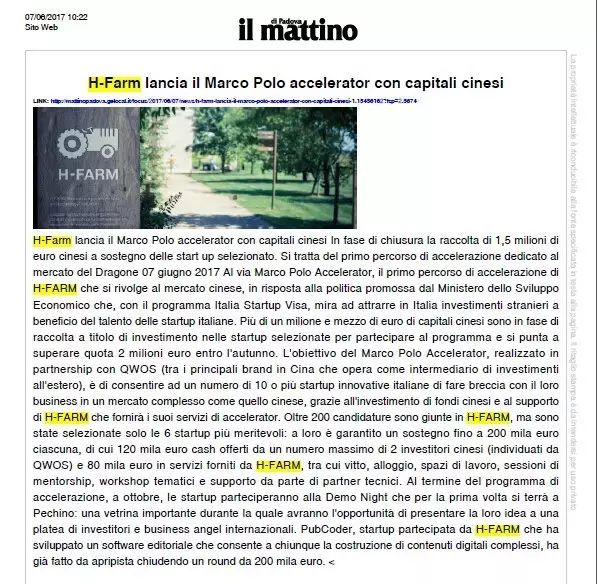 07/06/2017 10:22
Sito Web
il mattino
di Padova
H-Farm lancia il Marco Polo accelerator con capitali cinesi
LINK: http://mattinopadova.gelocal.it/focus/2017/06/07/news/h-farm-lancia-il-marco-polo-accelerator-con-capitali-cinesi-1.15456162?ref=2.5674
H-FARM
H-Farm lancia il Marco Polo accelerator con capitali cinesi In fase di chiusura la raccolta di 1,5 milioni di
euro cinesi a sostegno delle start up selezionato. Si tratta del primo percorso di accelerazione dedicato al
mercato del Dragone 07 giugno 2017 Al via Marco Polo Accelerator, il primo percorso di accelerazione di
H-FARM che si rivolge al mercato cinese, in risposta alla politica promossa dal Ministero dello Sviluppo
Economico che, con il programma Italia Startup Visa, mira ad attrarre in Italia investimenti stranieri a
beneficio del talento delle startup italiane. Più di un milione e mezzo di euro di capitali cinesi sono in fase di
raccolta a titolo di investimento nelle startup selezionate per partecipare al programma e si punta a
superare quota 2 milioni euro entro l'autunno. L'obiettivo del Marco Polo Accelerator, realizzato in
partnership con QWOS (tra i principali brand in Cina che opera come intermediario di investimenti
all'estero), è di consentire ad un numero di 10 o più startup innovative italiane di fare breccia con il loro
business in un mercato complesso come quello cinese, grazie all'investimento di fondi cinesi e al supporto
di H-FARM che fornirà i suoi servizi di accelerator. Oltre 200 candidature sono giunte in H-FARM, ma sono
state selezionate solo le 6 startup più meritevoli: a loro è garantito un sostegno fino a 200 mila euro
ciascuna, di cui 120 mila euro cash offerti da un numero massimo di 2 investitori cinesi (individuati da
QWOS) e 80 mila euro in servizi forniti da H-FARM, tra cui vitto, alloggio, spazi di lavoro, sessioni di
mentorship, workshop tematici e supporto da parte di partner tecnici. Al termine del programma di
accelerazione, a ottobre, le startup parteciperanno alla Demo Night che per la prima volta si terrà a
Pechino: una vetrina importante durante la quale avranno l'opportunità di presentare la loro idea a una
platea di investitori e business angel internazionali. PubCoder, startup partecipata da H-FARM che ha
sviluppato un software editoriale che consente a chiunque la costruzione di contenuti digitali complessi, ha
già fatto da apripista chiudendo un round da 200 mila euro. <
La proprietà intellettuale è riconducibile alla fonte specificata in testa alla pagina. Il ritaglio stampa è da intendersi per uso privato